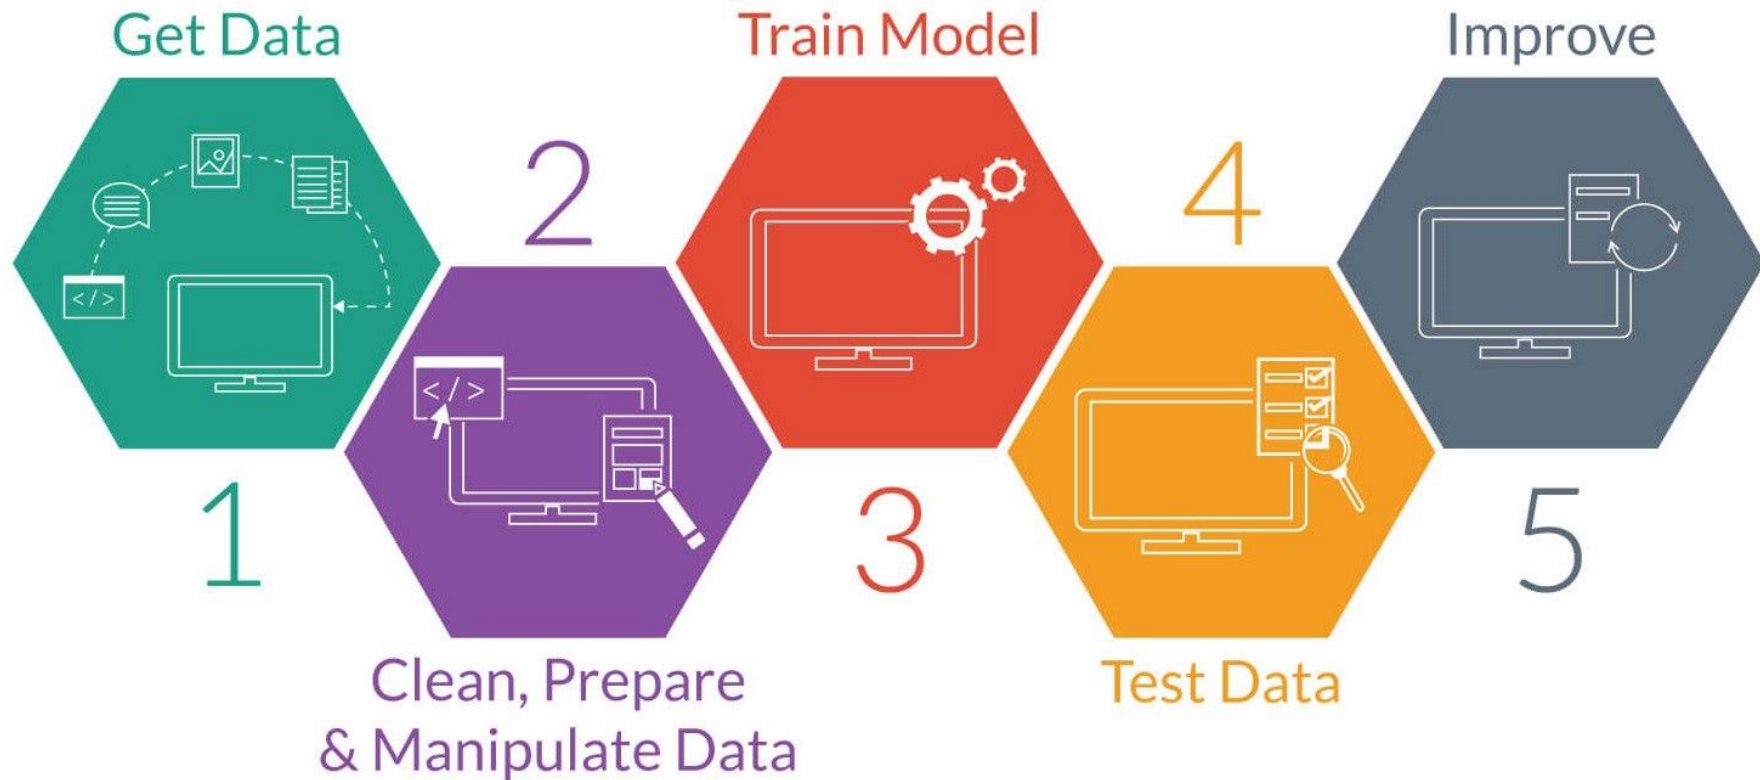 Get Data
1
2
Clean, Prepare
& Manipulate Data
Train Model
3
4
Test Data
Improve
5
</> 
</>